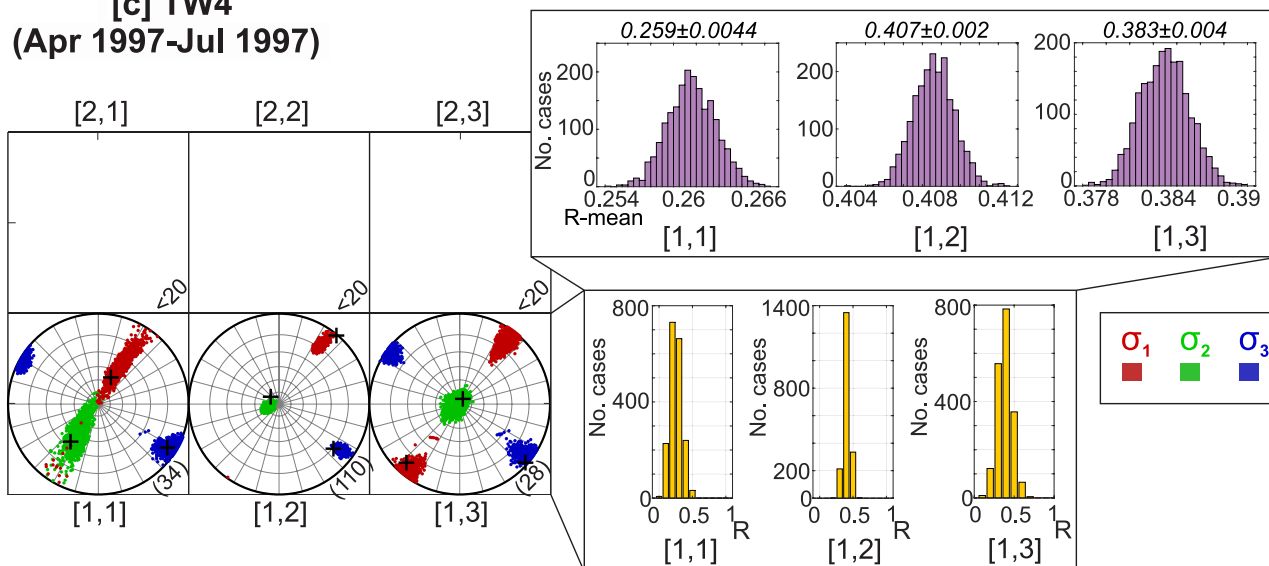 [c] TW4
(Apr 1997-Jul 1997)
[2,1] [2,2] [2,3]
<20 <20 <20
(34) (110) (28)
[1,1] [1,2] [1,3]
0.259±0.0044 0.407±0.002 0.383±0.004
No. cases
200 200 200
100 100 100
0 0 0
0.254 0.26 0.266 0.404 0.408 0.412 0.378 0.384 0.39
R-mean
[1,1] [1,2] [1,3]
No. cases No. cases No. cases
800 1400 800
800
400 400
200
0 0 0
0 0.5 1 0 0.5 1 0 0.5 1
R R R
[1,1] [1,2] [1,3]
σ1 σ2 σ3